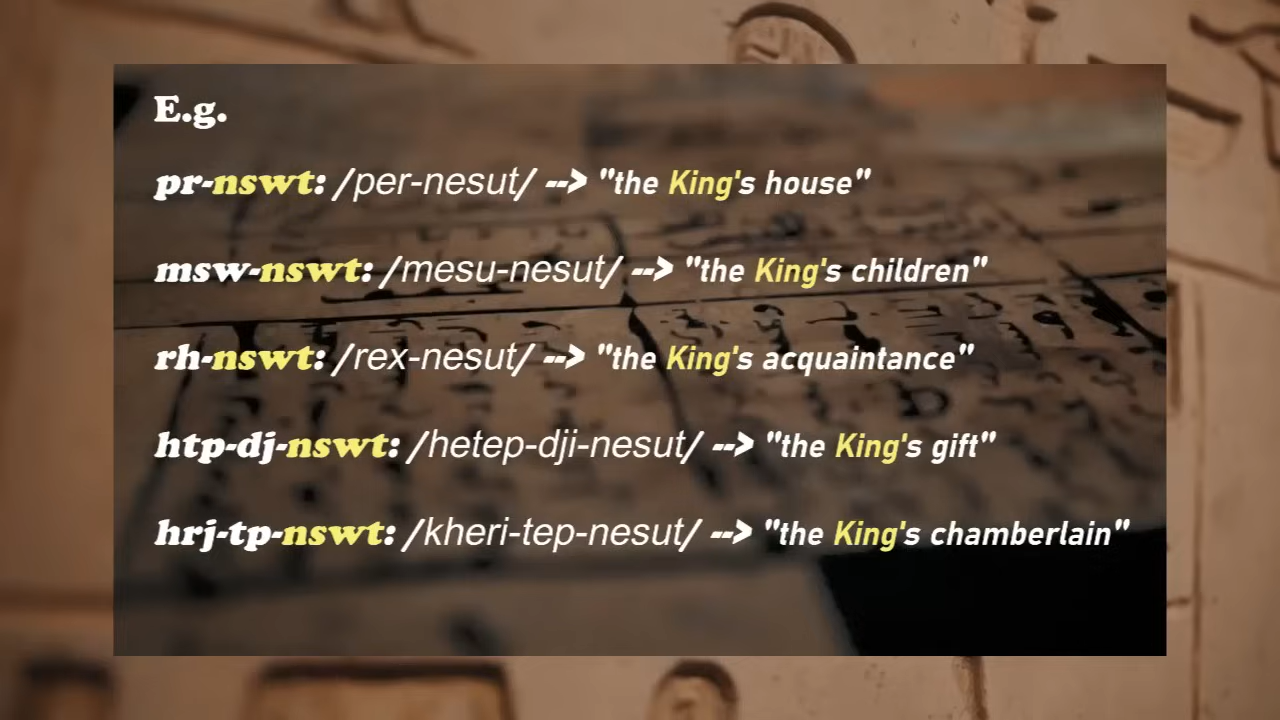 E.g.
pr-nswt: /per-nesut/ --> "the King's house"
msw-nswt: /mesu-nesut/ --> "the King's children"
rh-nswt: /rex-nesut/ --> "the King's acquaintance"
htp-dj-nswt: /hetep-dji-nesut/ --> "the King's gift"
hrj-tp-nswt: /kheri-tep-nesut/ --> "the King's chamberlain"